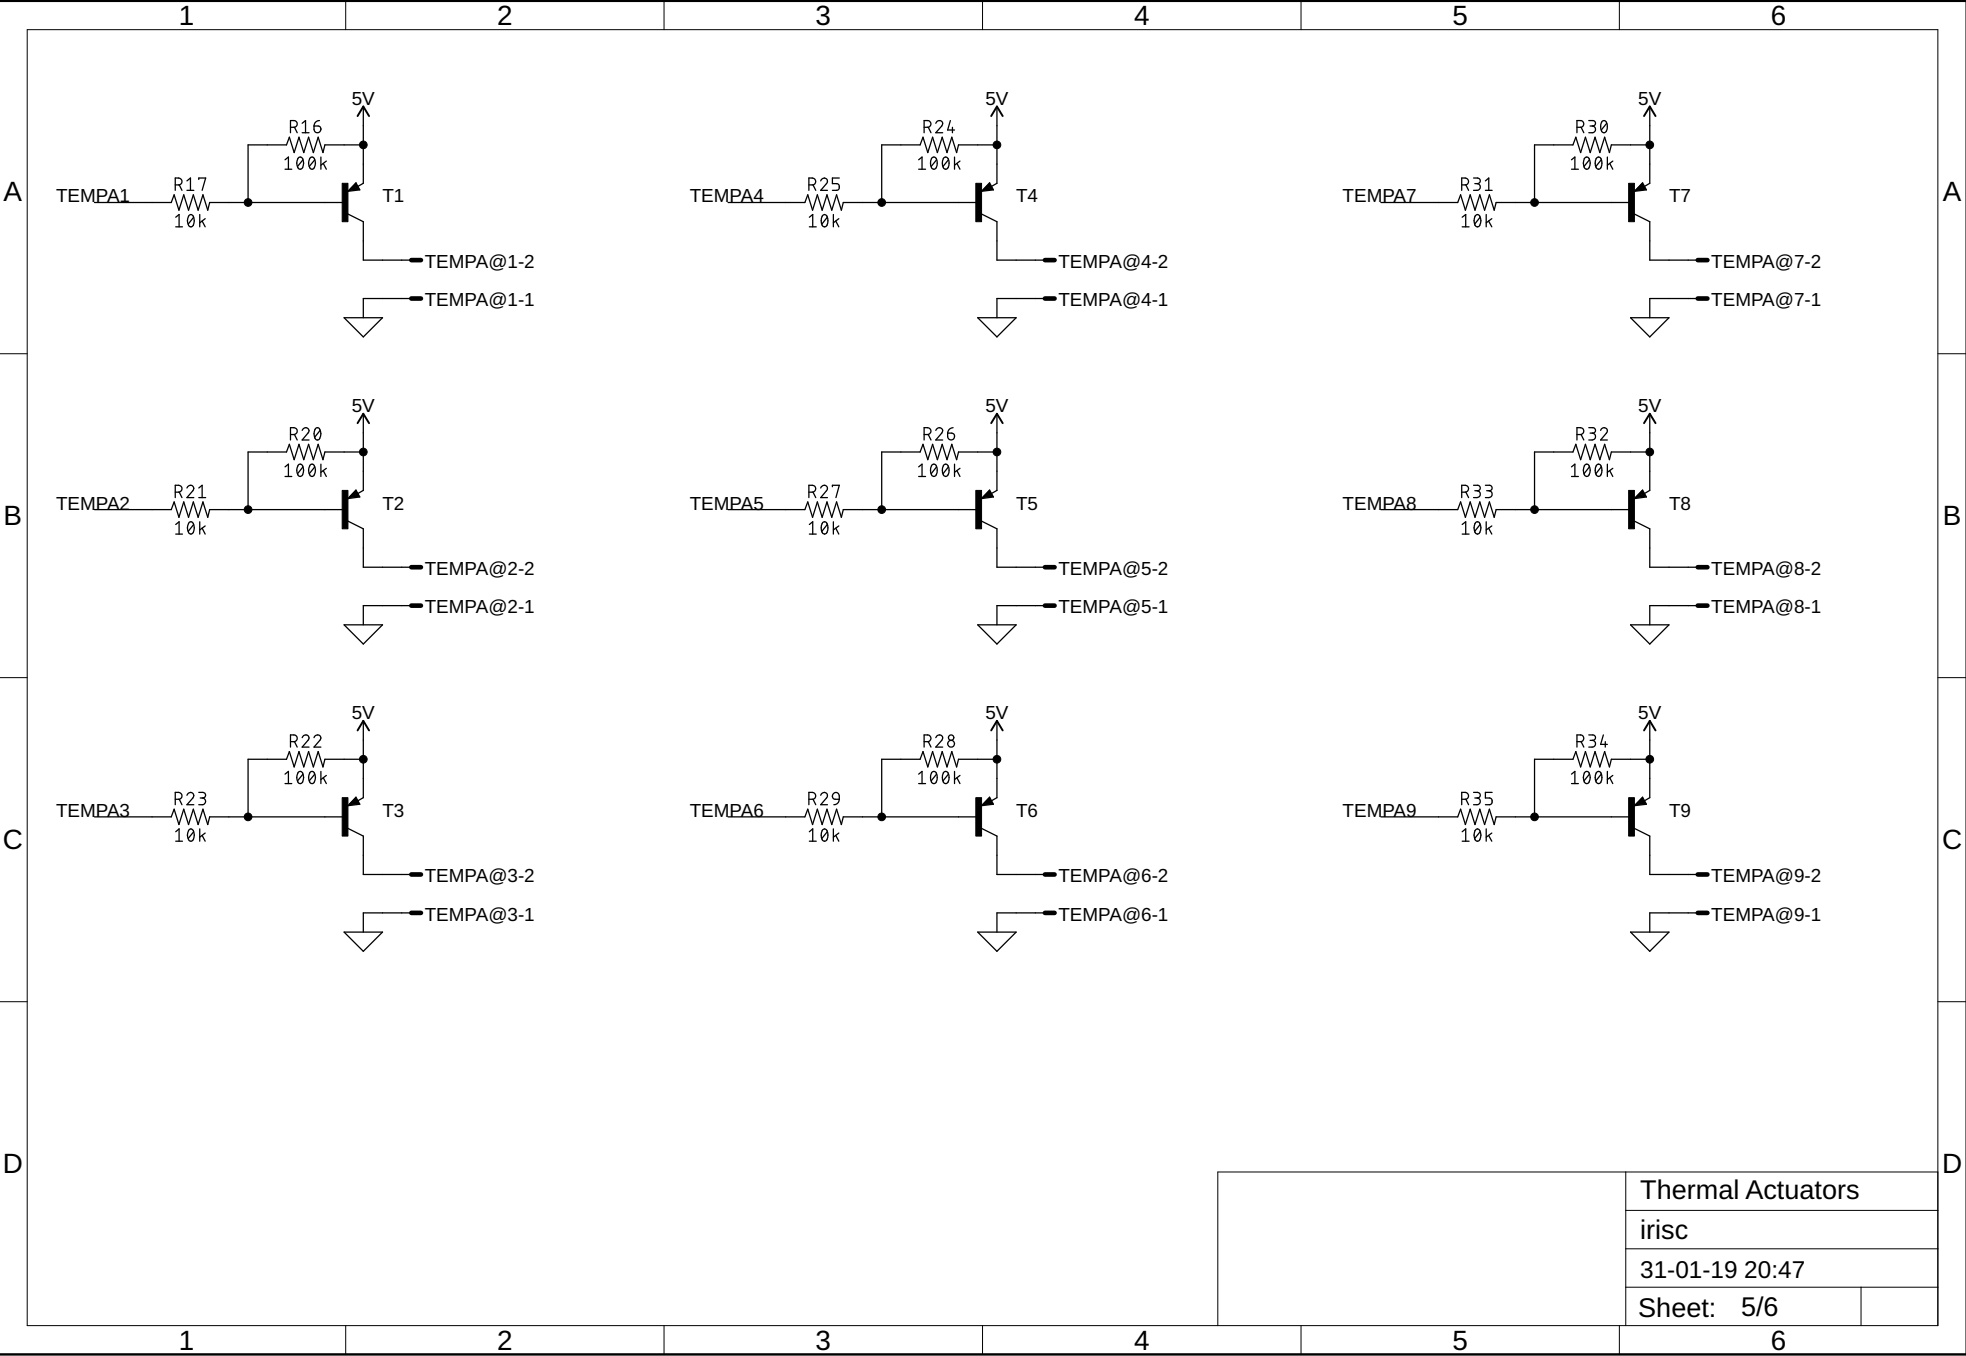 1 2 3 4 5 6
5V 5V 5V
R16 R24 R30
100k 100k 100k
A TEMPA1 R17 T1 TEMPA4 R25 T4 TEMPA7 R31 T7 A
10k 10k 10k
TEMPA@1-2 TEMPA@4-2 TEMPA@7-2
TEMPA@1-1 TEMPA@4-1 TEMPA@7-1
5V 5V 5V
R20 R26 R32
100k 100k 100k
B TEMPA2 R21 T2 TEMPA5 R27 T5 TEMPA8 R33 T8 B
10k 10k 10k
TEMPA@2-2 TEMPA@5-2 TEMPA@8-2
TEMPA@2-1 TEMPA@5-1 TEMPA@8-1
5V 5V 5V
R22 R28 R34
100k 100k 100k
C TEMPA3 R23 T3 TEMPA6 R29 T6 TEMPA9 R35 T9 C
10k 10k 10k
TEMPA@3-2 TEMPA@6-2 TEMPA@9-2
TEMPA@3-1 TEMPA@6-1 TEMPA@9-1
D D
Thermal Actuators
irisc
31-01-19 20:47
Sheet: 5/6
1 2 3 4 5 6